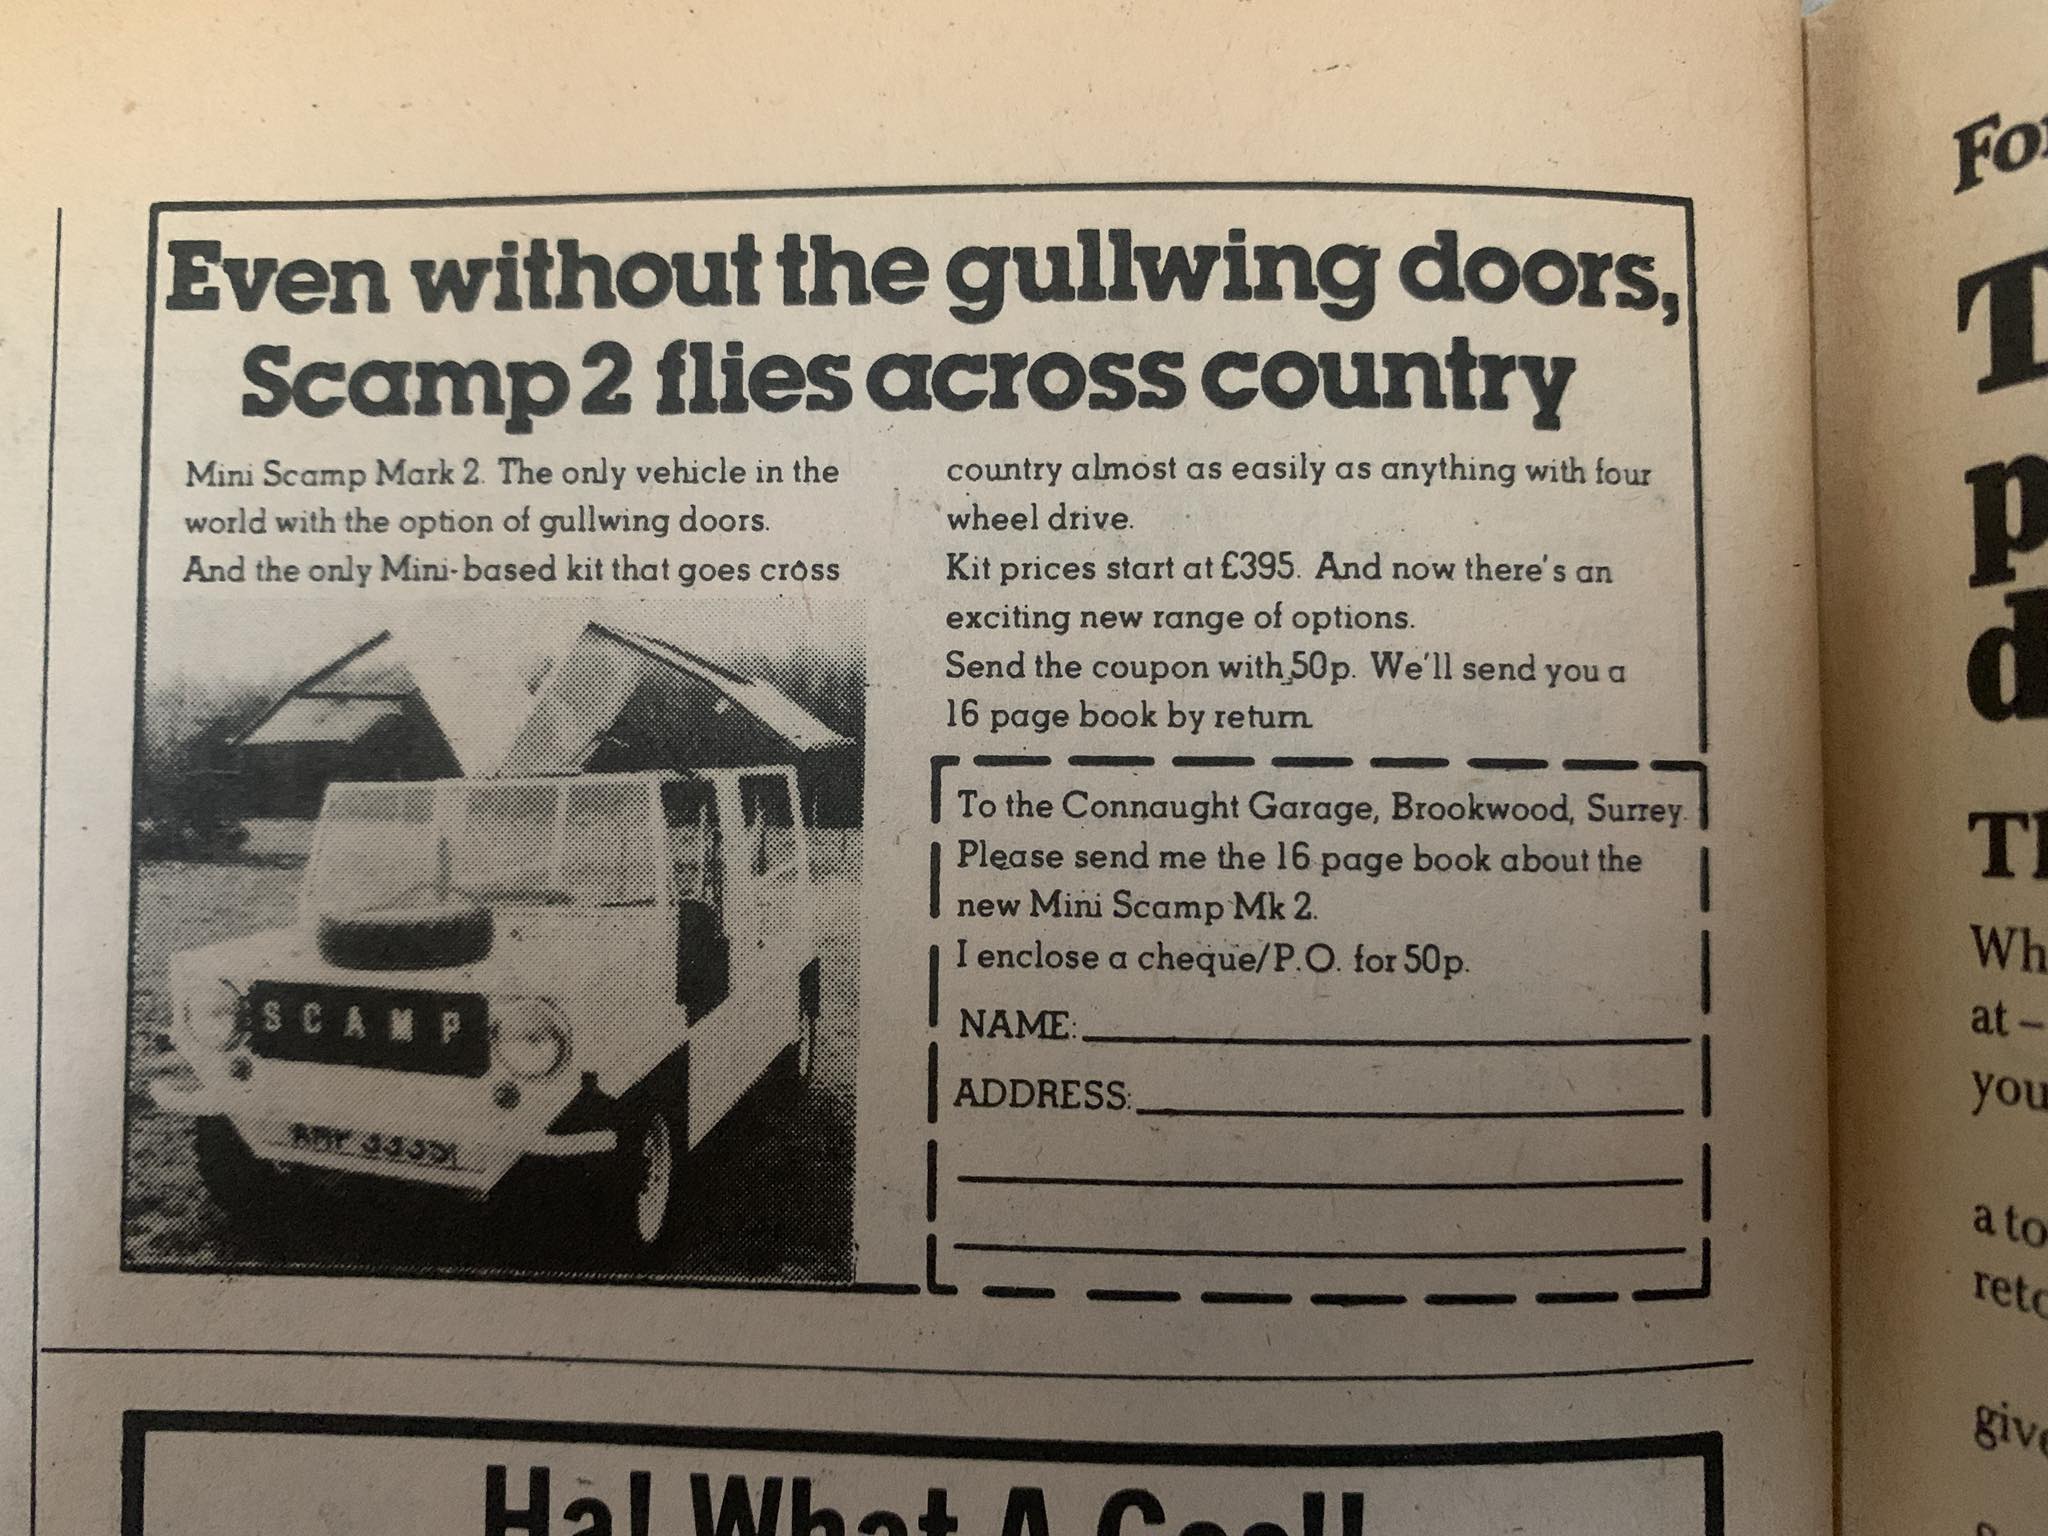 Even without the gullwing doors,
Scamp 2 flies across country
Mini Scamp Mark 2. The only vehicle in the
world with the option of gullwing doors.
And the only Mini-based kit that goes cross
country almost as easily as anything with four
wheel drive.
Kit prices start at £395. And now there's an
exciting new range of options.
Send the coupon with 50p. We'll send you a
16 page book by return
SCAMP
To the Connaught Garage, Brookwood, Surrey.
Please send me the 16 page book about the
new Mini Scamp Mk 2.
I enclose a cheque/P.O. for 50p.
NAME:
ADDRESS:
Ha! What A
at –
you
a to
give